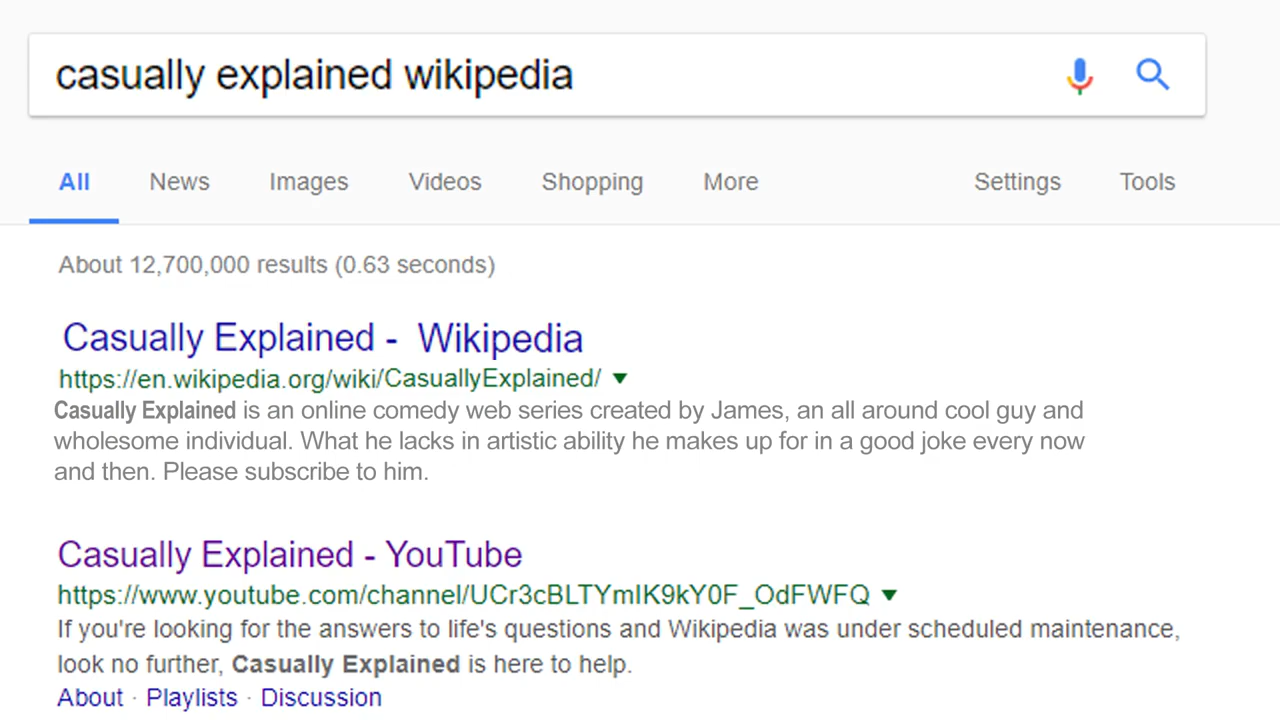 casually explained wikipedia
All News Images Videos Shopping More Settings Tools
About 12,700,000 results (0.63 seconds)
Casually Explained - Wikipedia
https://en.wikipedia.org/wiki/CasuallyExplained/ ▼
Casually Explained is an online comedy web series created by James, an all around cool guy and
wholesome individual. What he lacks in artistic ability he makes up for in a good joke every now
and then. Please subscribe to him.
Casually Explained - YouTube
https://www.youtube.com/channel/UCr3cBLTYmIK9kY0F_OdFWFQ ▼
If you're looking for the answers to life's questions and Wikipedia was under scheduled maintenance,
look no further, Casually Explained is here to help.
About · Playlists · Discussion